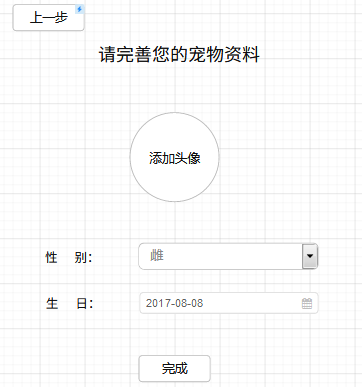 上一步
请完善您的宠物资料
添加头像
性 别： 雌
生 日： 2017-08-08
完成